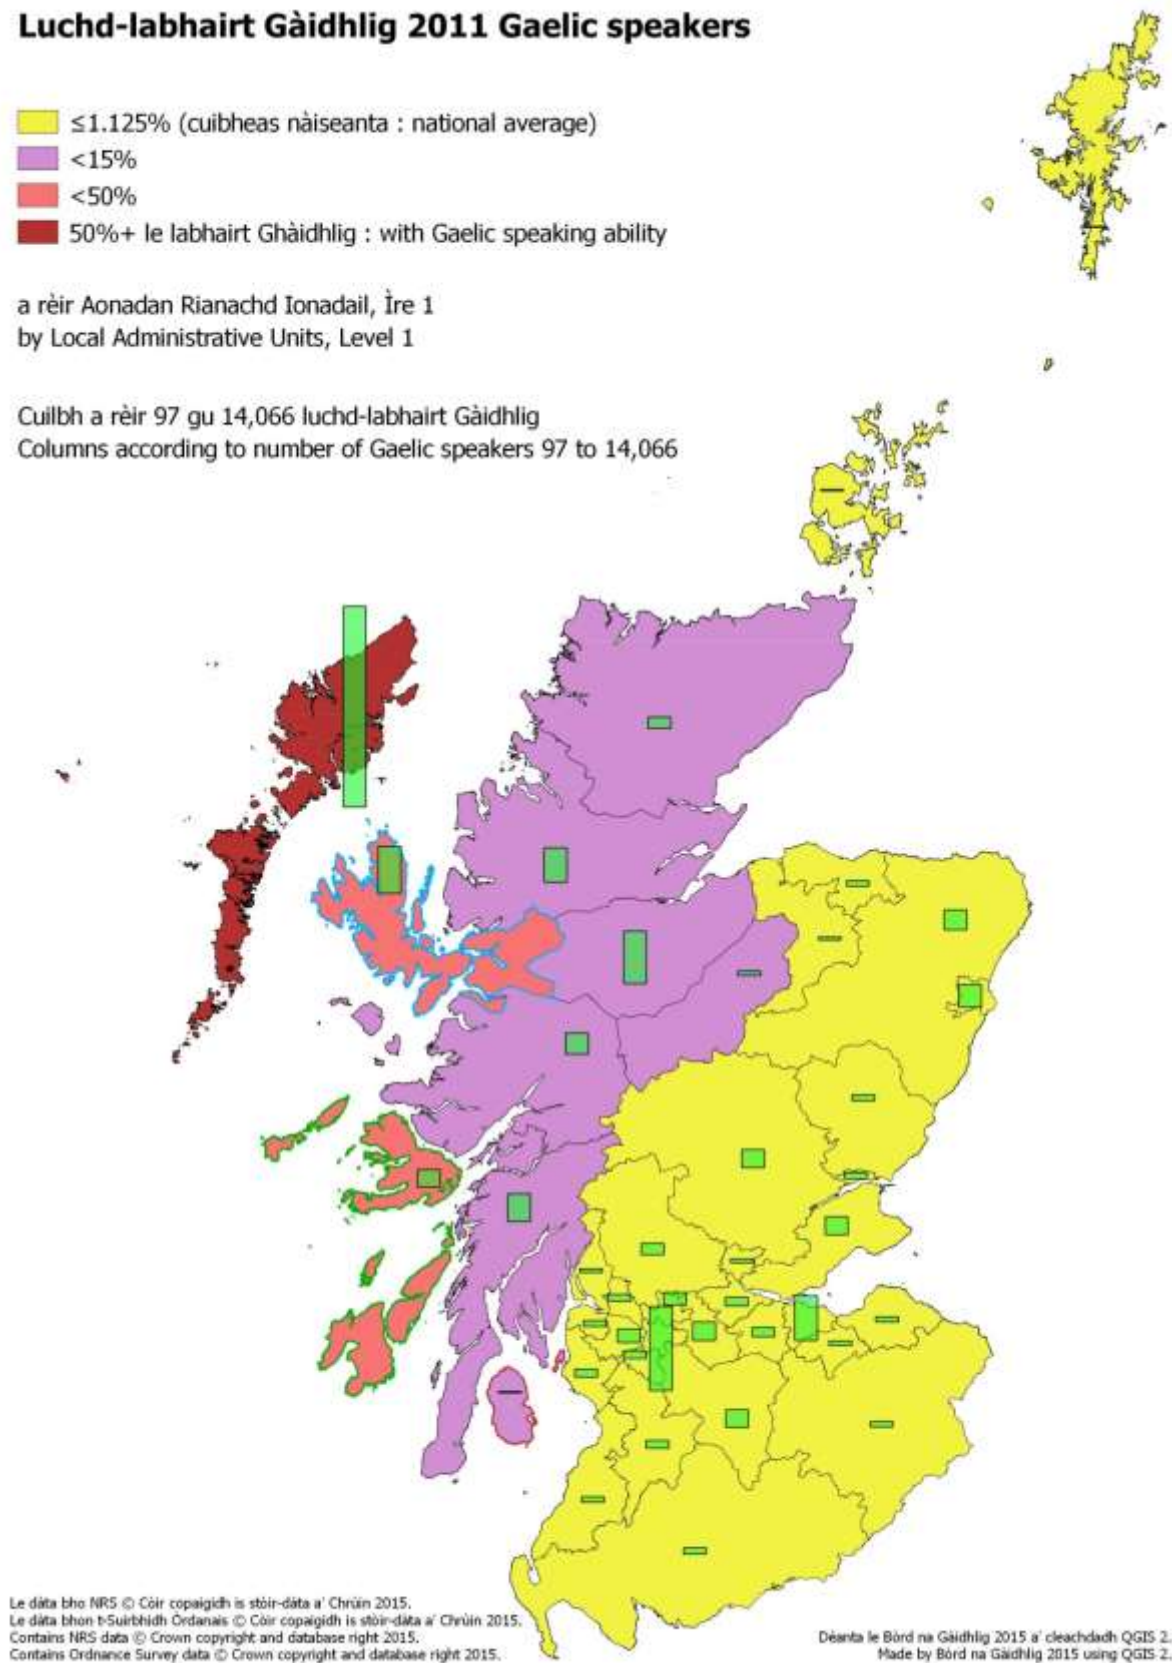 Luchd-labhairt Gàidhlig 2011 Gaelic speakers
≤1.125% (cuibheas nàiseanta : national average)
<15%
<50%
50%+ le labhairt Ghàidhlig : with Gaelic speaking ability
a rèir Aonadan Rianachd Ionadail, Ìre 1
by Local Administrative Units, Level 1
Cuilbh a rèir 97 gu 14,066 luchd-labhairt Gàidhlig
Columns according to number of Gaelic speakers 97 to 14,066
Le dàta bho NRS © Còir copaigidh is stòir-dàta a' Chrùin 2015.
Le dàta bhon t-Suirbhidh Òrdanais © Còir copaigidh is stòir-dàta a' Chrùin 2015.
Contains NRS data © Crown copyright and database right 2015.
Contains Ordnance Survey data © Crown copyright and database right 2015.
Dèanta le Bòrd na Gàidhlig 2015 a' cleachdadh QGIS 2.
Made by Bòrd na Gàidhlig 2015 using QGIS 2.